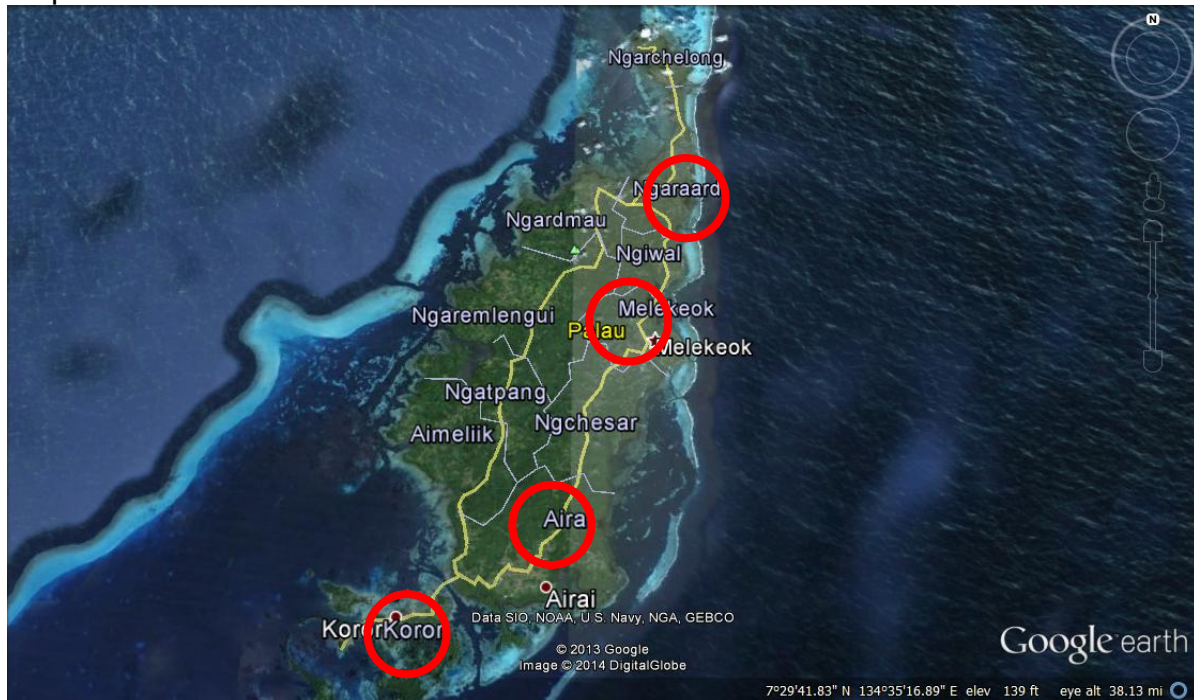 N
Ngarchelong
Ngaraard
Ngardmau
Ngiwal
Melekeok
Ngaremlengui
Palau
Melekeok
Ngatpang
Ngchesar
Aimeliik
Aira
Airai
Koror Koror
Data SIO, NOAA, U.S. Navy, NGA, GEBCO
© 2013 Google
Image © 2014 DigitalGlobe
Google earth
7°29'41.83" N 134°35'16.89" E elev 139 ft eye alt 38.13 mi